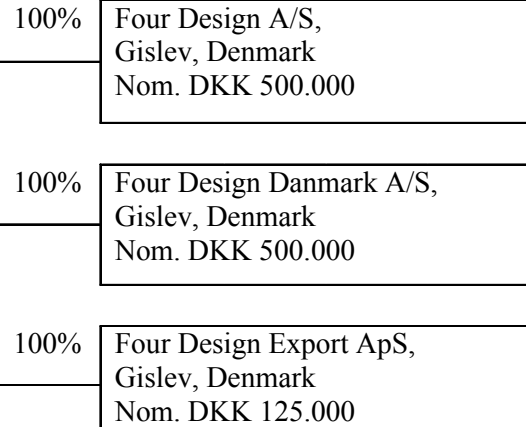 100% Four Design A/S,
Gislev, Denmark
Nom. DKK 500.000
100% Four Design Danmark A/S,
Gislev, Denmark
Nom. DKK 500.000
100% Four Design Export ApS,
Gislev, Denmark
Nom. DKK 125.000